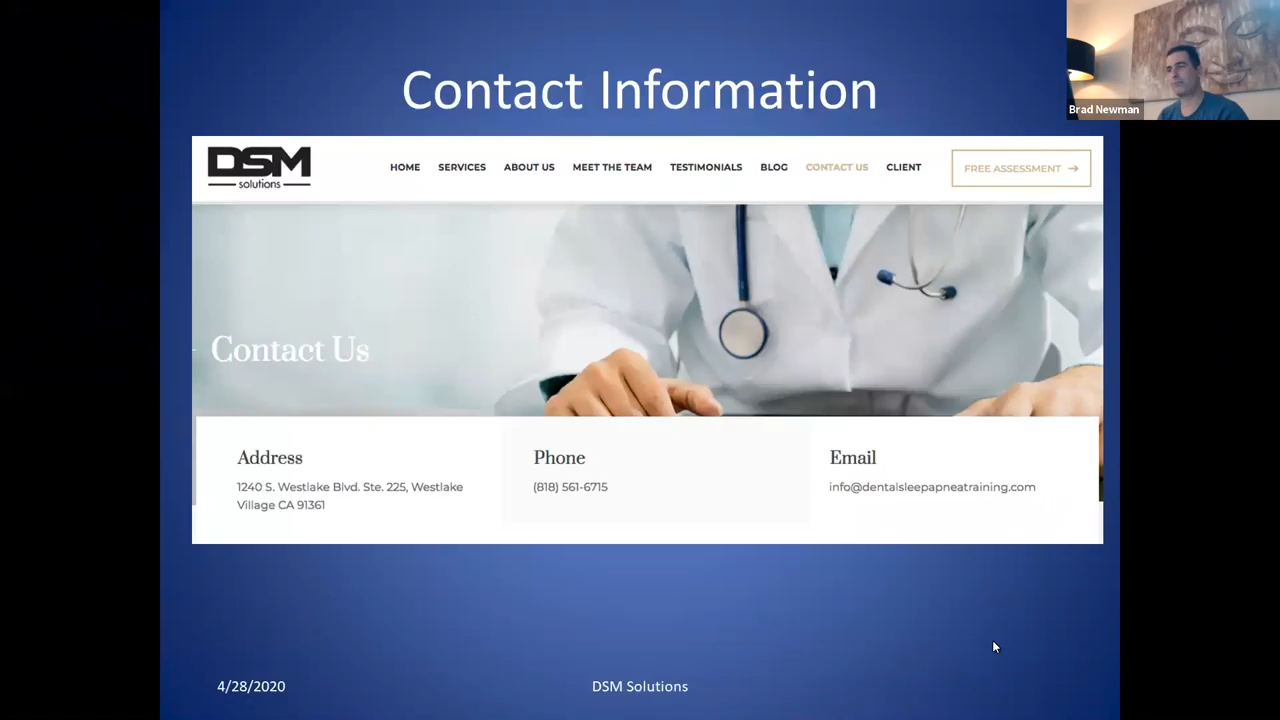 Contact Information
Brad Newman
DSM
solutions
HOME SERVICES ABOUT US MEET THE TEAM TESTIMONIALS BLOG CONTACT US CLIENT FREE ASSESSMENT →
Contact Us
Address
1240 S. Westlake Blvd. Ste. 225, Westlake
Village CA 91361
Phone
(818) 561-6715
Email
info@dentalsleepapneatraining.com
4/28/2020
DSM Solutions